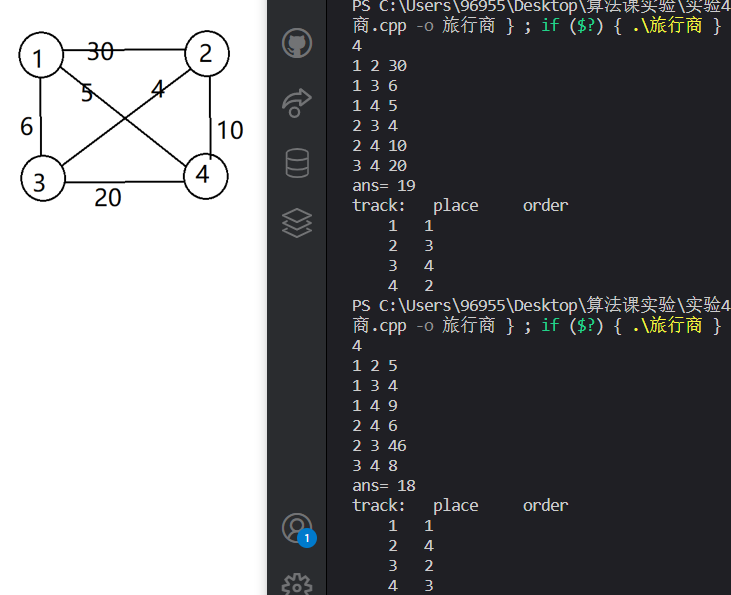 1
30
2
5
4
6
10
3
20
4
PS C:\Users\96955\Desktop\算法课实验\实验4
商.cpp -o 旅行商 } ; if ($?) { .\旅行商 }
4
1 2 30
1 3 6
1 4 5
2 3 4
2 4 10
3 4 20
ans= 19
track: place order
1 1
2 3
3 4
4 2
PS C:\Users\96955\Desktop\算法课实验\实验4
商.cpp -o 旅行商 } ; if ($?) { .\旅行商 }
4
1 2 5
1 3 4
1 4 9
2 4 6
2 3 46
3 4 8
ans= 18
track: place order
1 1
2 4
3 2
4 3
1